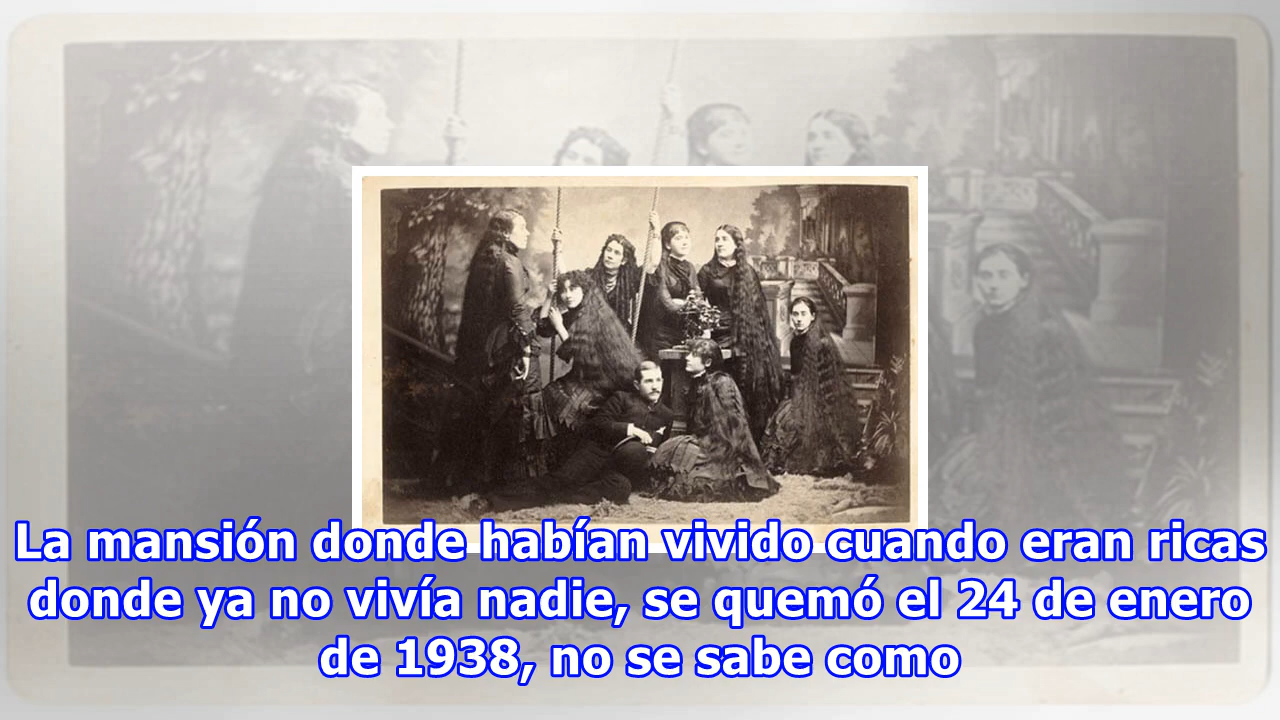 La mansión donde habían vivido cuando eran ricas
donde ya no vivía nadie, se quemó el 24 de enero
de 1938, no se sabe como